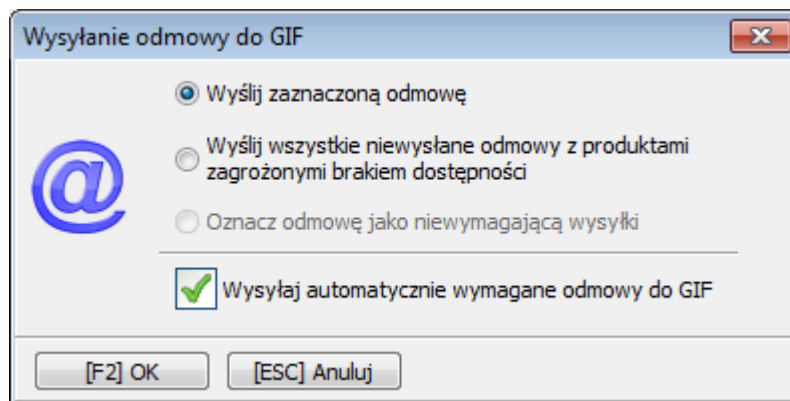 Wysyłanie odmowy do GIF
Wyślij zaznaczoną odmowę
Wyślij wszystkie niewysłane odmowy z produktami
zagrożonymi brakiem dostępności
Oznacz odmowę jako niewymagającą wysyłki
Wysyłaj automatycznie wymagane odmowy do GIF
[F2] OK
[ESC] Anuluj